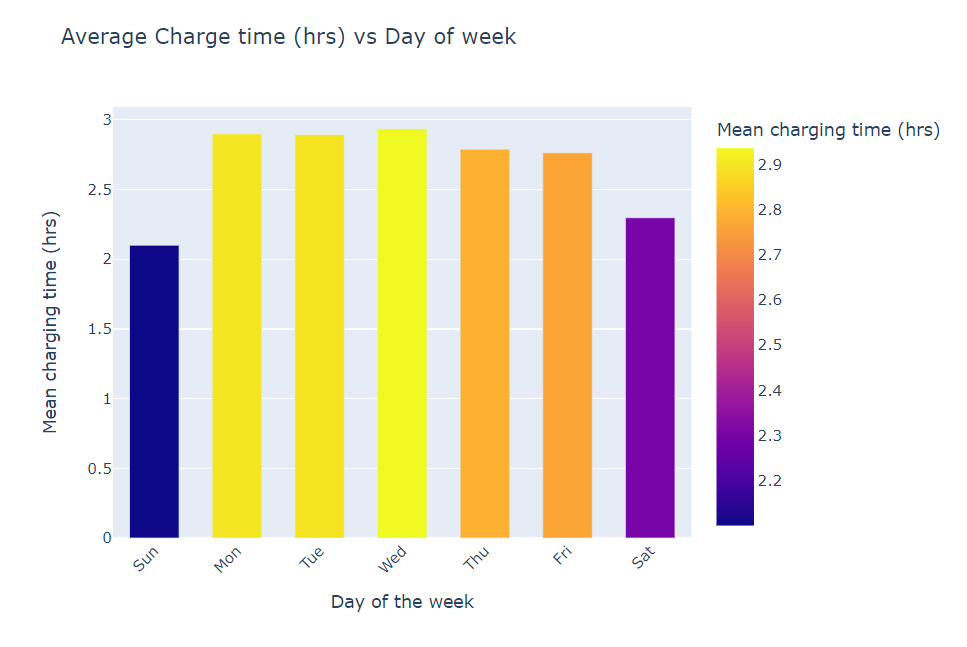 Average Charge time (hrs) vs Day of week
Mean charging time (hrs)
3
2.5
2
1.5
1
0.5
0
Sun
Mon
Tue
Wed
Thu
Fri
Sat
Day of the week
Mean charging time (hrs)
2.9
2.8
2.7
2.6
2.5
2.4
2.3
2.2